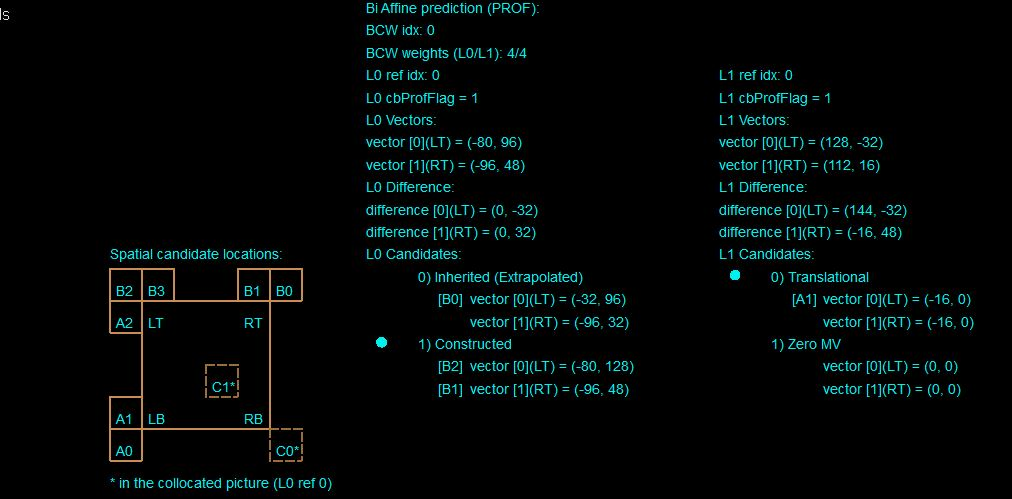 ls
Bi Affine prediction (PROF):
BCW idx: 0
BCW weights (L0/L1): 4/4
L0 ref idx: 0
L0 cbProfFlag = 1
L0 Vectors:
vector [0](LT) = (-80, 96)
vector [1](RT) = (-96, 48)
L0 Difference:
difference [0](LT) = (0, -32)
difference [1](RT) = (0, 32)
L0 Candidates:
0) Inherited (Extrapolated)
[B0] vector [0](LT) = (-32, 96)
vector [1](RT) = (-96, 32)
1) Constructed
[B2] vector [0](LT) = (-80, 128)
[B1] vector [1](RT) = (-96, 48)
L1 ref idx: 0
L1 cbProfFlag = 1
L1 Vectors:
vector [0](LT) = (128, -32)
vector [1](RT) = (112, 16)
L1 Difference:
difference [0](LT) = (144, -32)
difference [1](RT) = (-16, 48)
L1 Candidates:
0) Translational
[A1] vector [0](LT) = (-16, 0)
vector [1](RT) = (-16, 0)
1) Zero MV
vector [0](LT) = (0, 0)
vector [1](RT) = (0, 0)
Spatial candidate locations:
B2 B3 B1 B0
A2 LT RT
C1*
A1 LB RB
A0 C0*
* in the collocated picture (L0 ref 0)